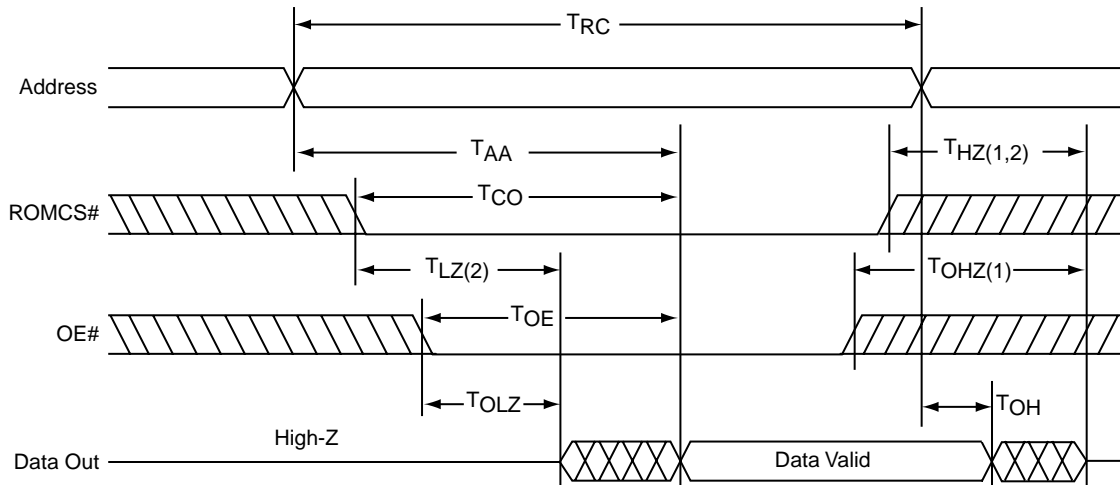 TRC
Address
TAA
THZ(1,2)
TCO
ROMCS#
TLZ(2)
TOHZ(1)
TOE
OE#
TOLZ
TOH
High-Z
Data Out
Data Valid